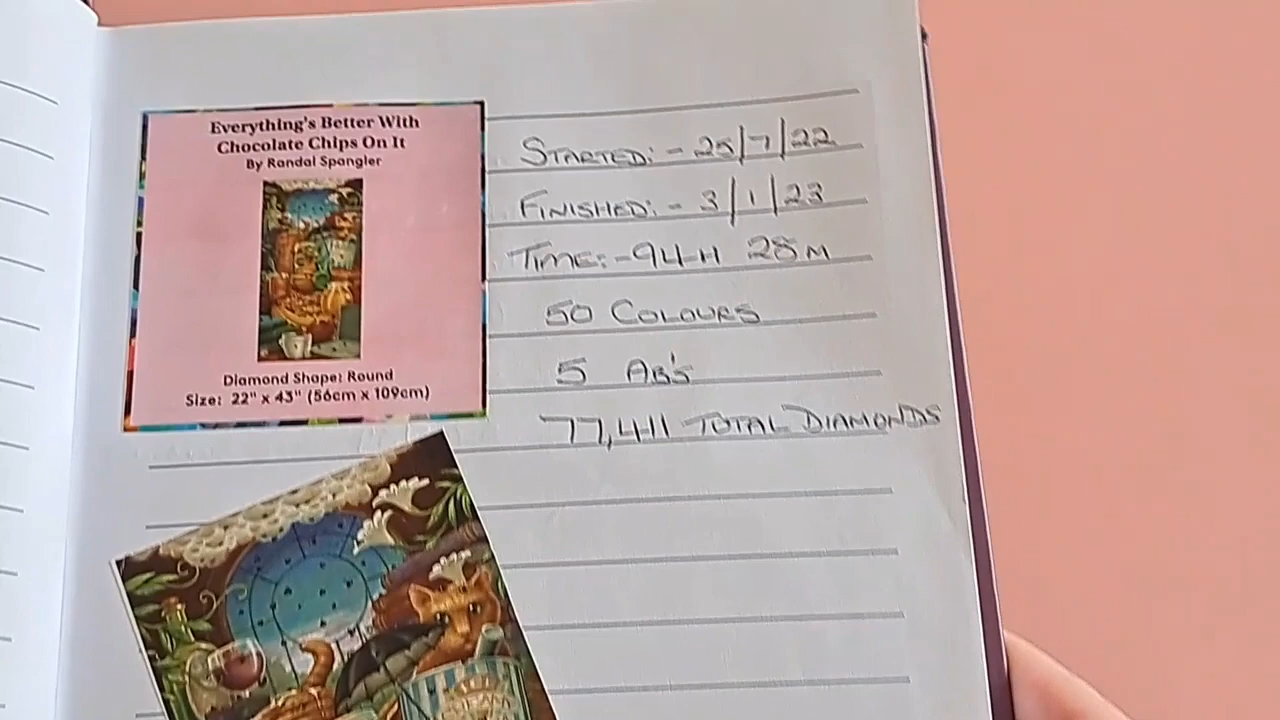 Everything's Better With
Chocolate Chips On It
By Randal Spangler
Diamond Shape: Round
Size: 22" x 43" (56cm x 109cm)
STARTED:- 25/7/22
FINISHED:- 3/1/23
TIME:- 94H 28M
50 COLOURS
5 AB'S
77,411 TOTAL DIAMONDS